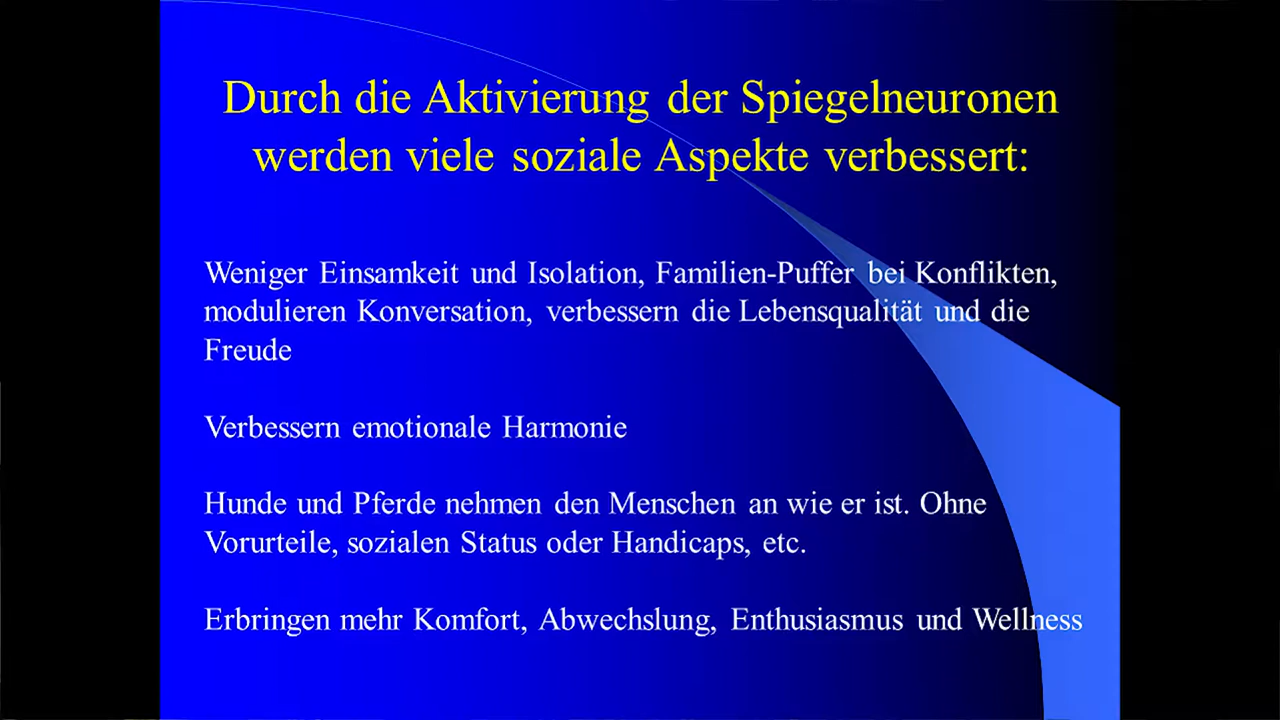 Durch die Aktivierung der Spiegelneuronen
werden viele soziale Aspekte verbessert:
Weniger Einsamkeit und Isolation, Familien-Puffer bei Konflikten,
modulieren Konversation, verbessern die Lebensqualität und die
Freude
Verbessern emotionale Harmonie
Hunde und Pferde nehmen den Menschen an wie er ist. Ohne
Vorurteile, sozialen Status oder Handicaps, etc.
Erbringen mehr Komfort, Abwechslung, Enthusiasmus und Wellness